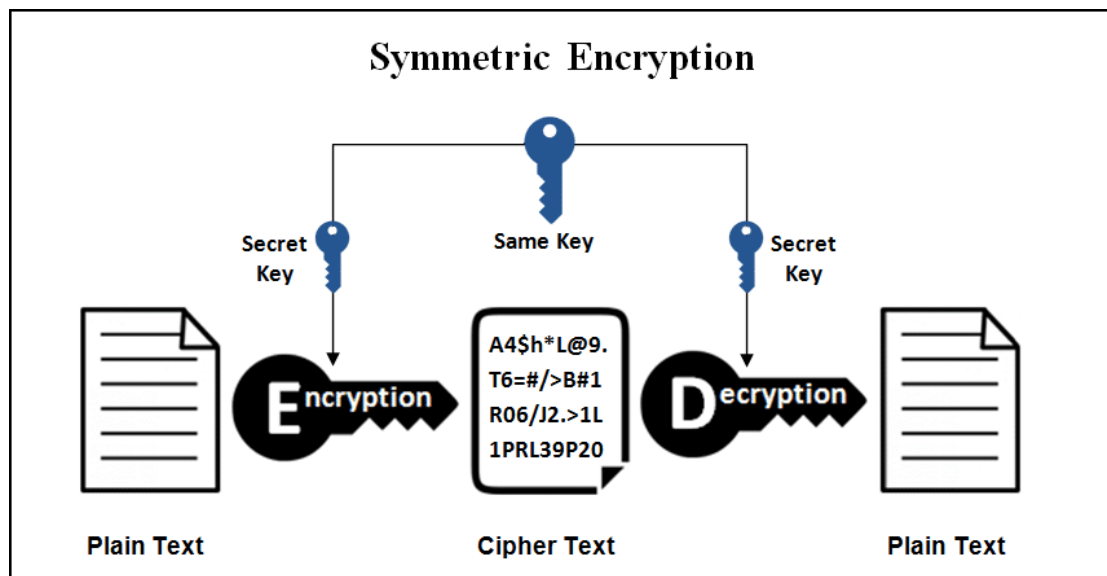 Symmetric Encryption
Secret
Key
Same Key
Secret
Key
Encryption
A4$h*L@9.
T6=#/>B#1
R06/J2.>1L
1PRL39P20
Decryption
Plain Text
Cipher Text
Plain Text